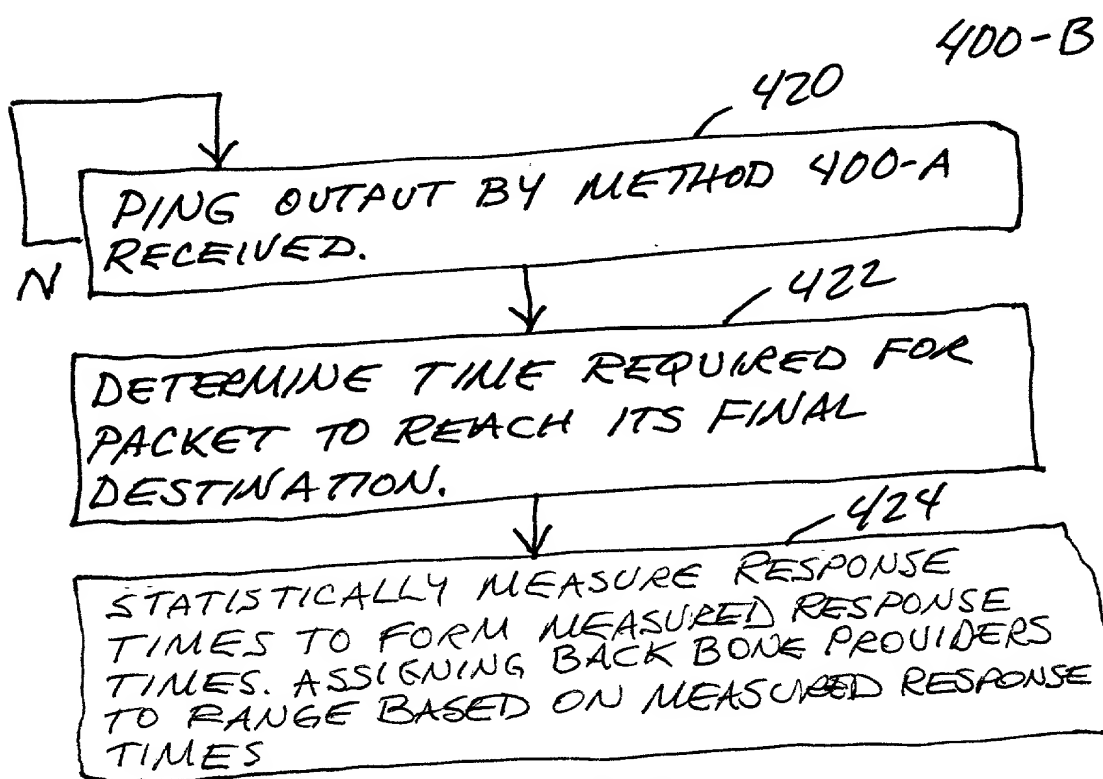 400-B
420
PING OUTPUT BY METHOD 400-A
RECEIVED.
N
422
DETERMINE TIME REQUIRED FOR
PACKET TO REACH ITS FINAL
DESTINATION.
424
STATISTICALLY MEASURE RESPONSE
TIMES TO FORM MEASURED RESPONSE
TIMES. ASSIGNING BACK BONE PROVIDERS
TO RANGE BASED ON MEASURED RESPONSE
TIMES